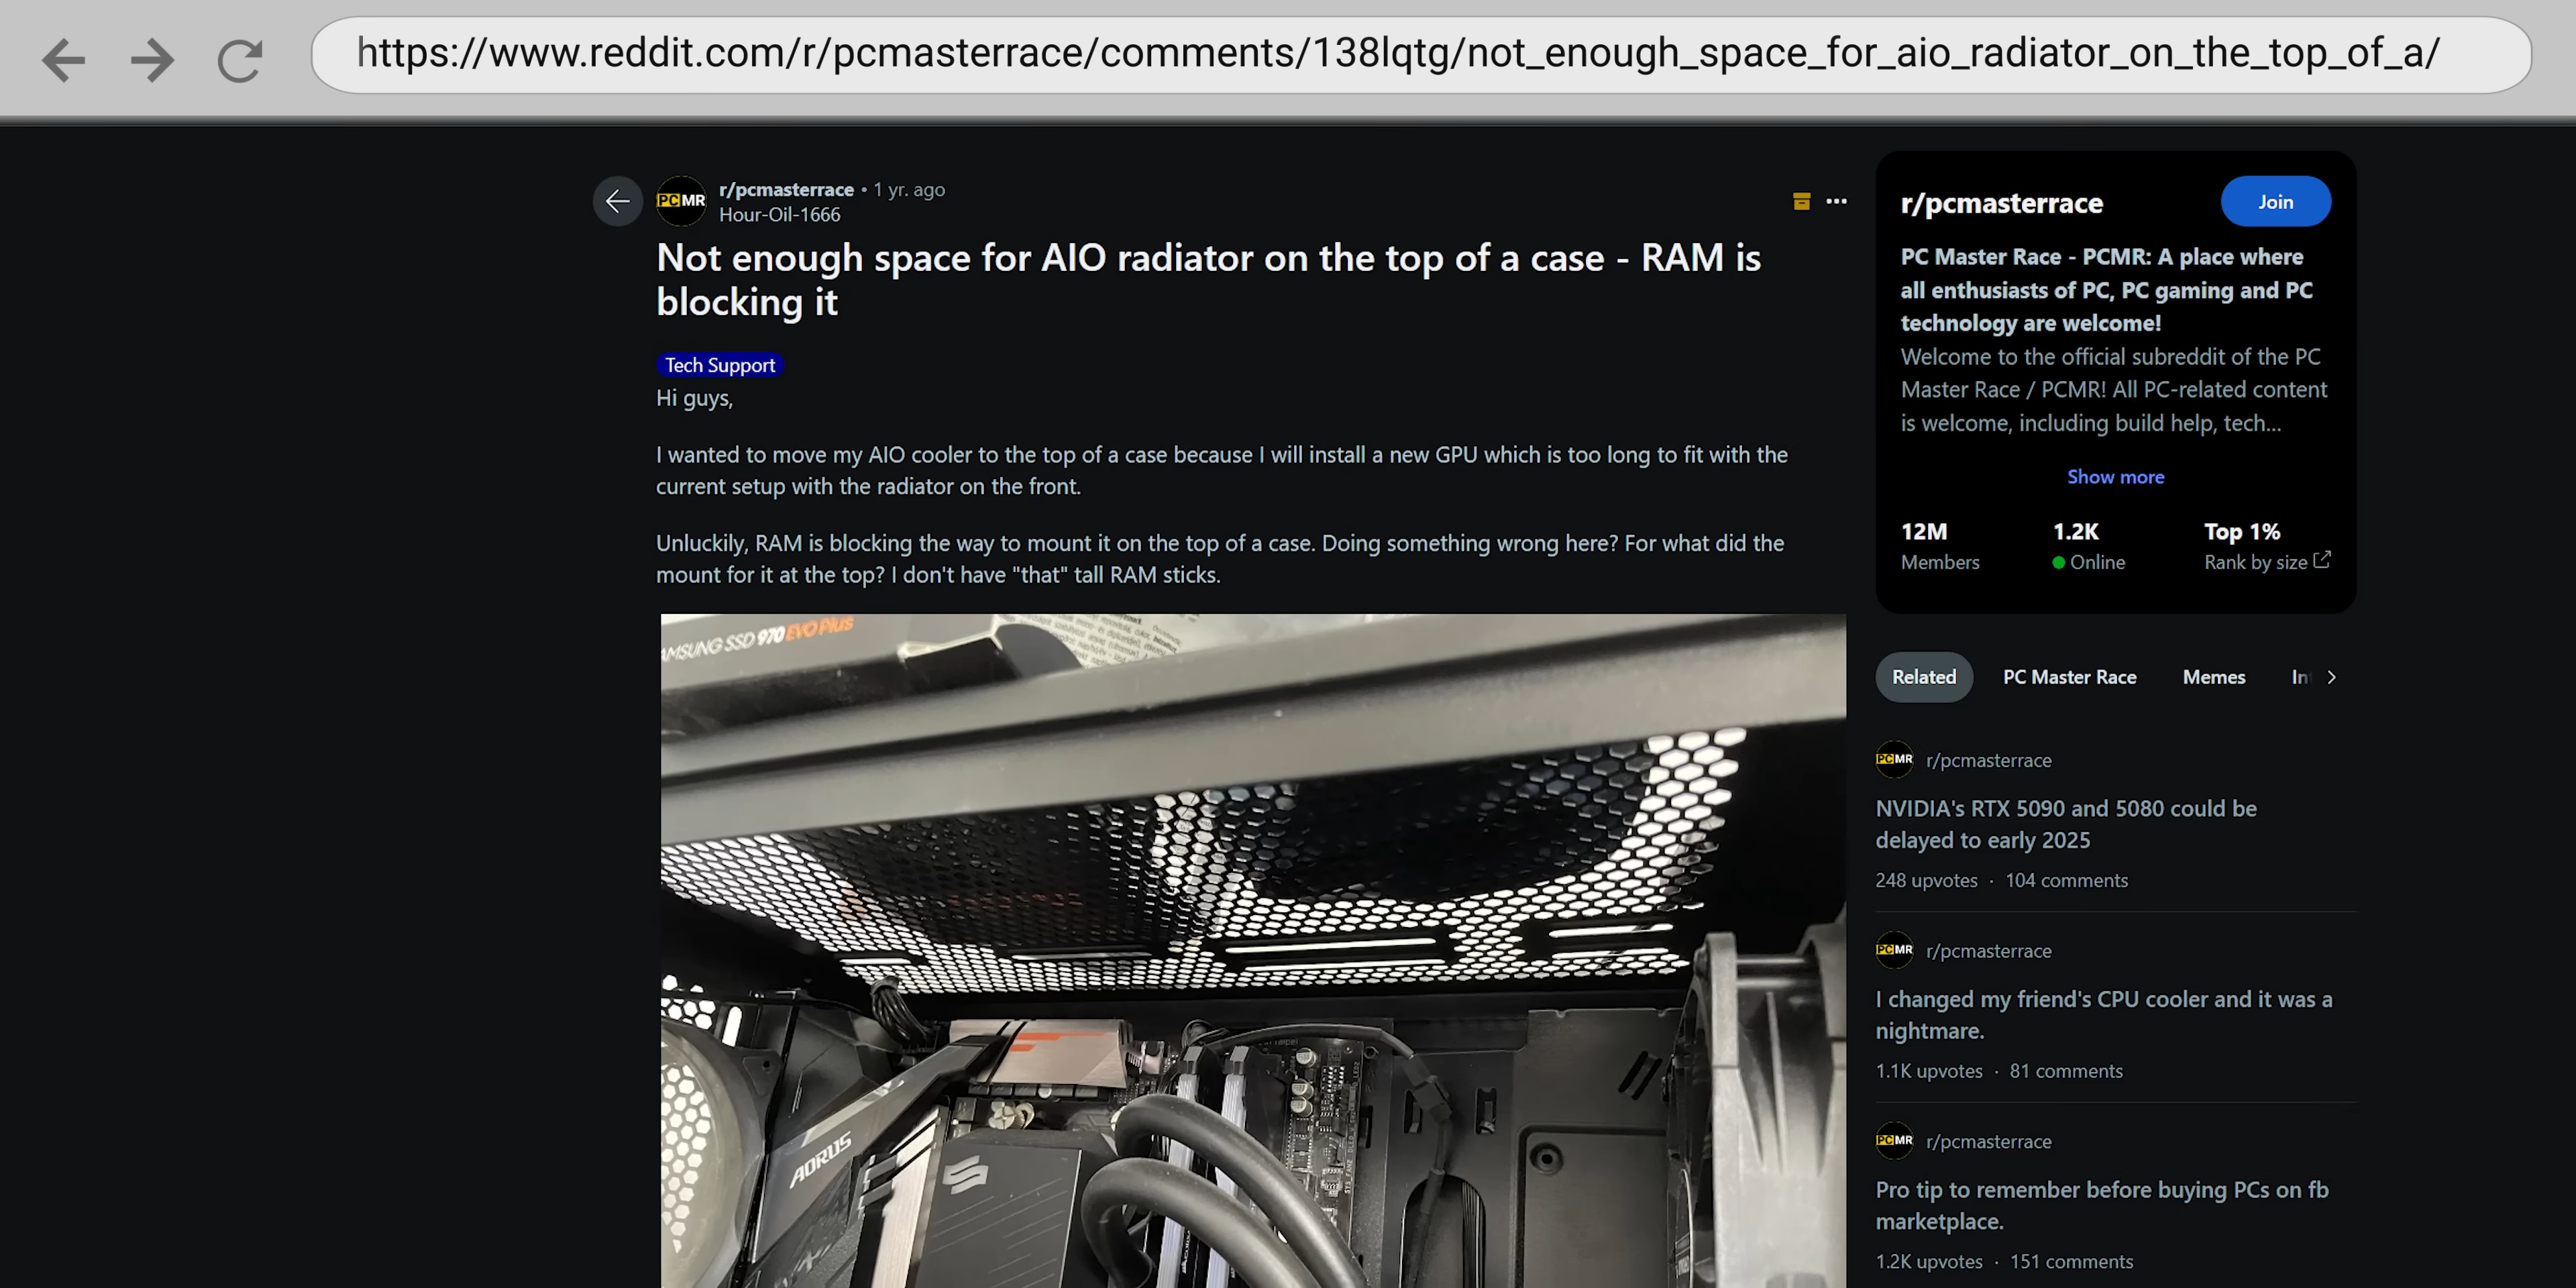 https://www.reddit.com/r/pcmasterrace/comments/138lqtg/not_enough_space_for_aio_radiator_on_the_top_of_a/
PCMR
r/pcmasterrace • 1 yr. ago
Hour-Oil-1666
Not enough space for AIO radiator on the top of a case - RAM is
blocking it
Tech Support
Hi guys,
I wanted to move my AIO cooler to the top of a case because I will install a new GPU which is too long to fit with the
current setup with the radiator on the front.
Unluckily, RAM is blocking the way to mount it on the top of a case. Doing something wrong here? For what did the
mount for it at the top? I don't have "that" tall RAM sticks.
AMSUNG SSD 970 EVO Plus
AORUS
r/pcmasterrace
Join
PC Master Race - PCMR: A place where
all enthusiasts of PC, PC gaming and PC
technology are welcome!
Welcome to the official subreddit of the PC
Master Race / PCMR! All PC-related content
is welcome, including build help, tech...
Show more
12M 1.2K Top 1%
Members Online Rank by size
Related PC Master Race Memes In
PCMR r/pcmasterrace
NVIDIA's RTX 5090 and 5080 could be
delayed to early 2025
248 upvotes · 104 comments
PCMR r/pcmasterrace
I changed my friend's CPU cooler and it was a
nightmare.
1.1K upvotes · 81 comments
PCMR r/pcmasterrace
Pro tip to remember before buying PCs on fb
marketplace.
1.2K upvotes · 151 comments